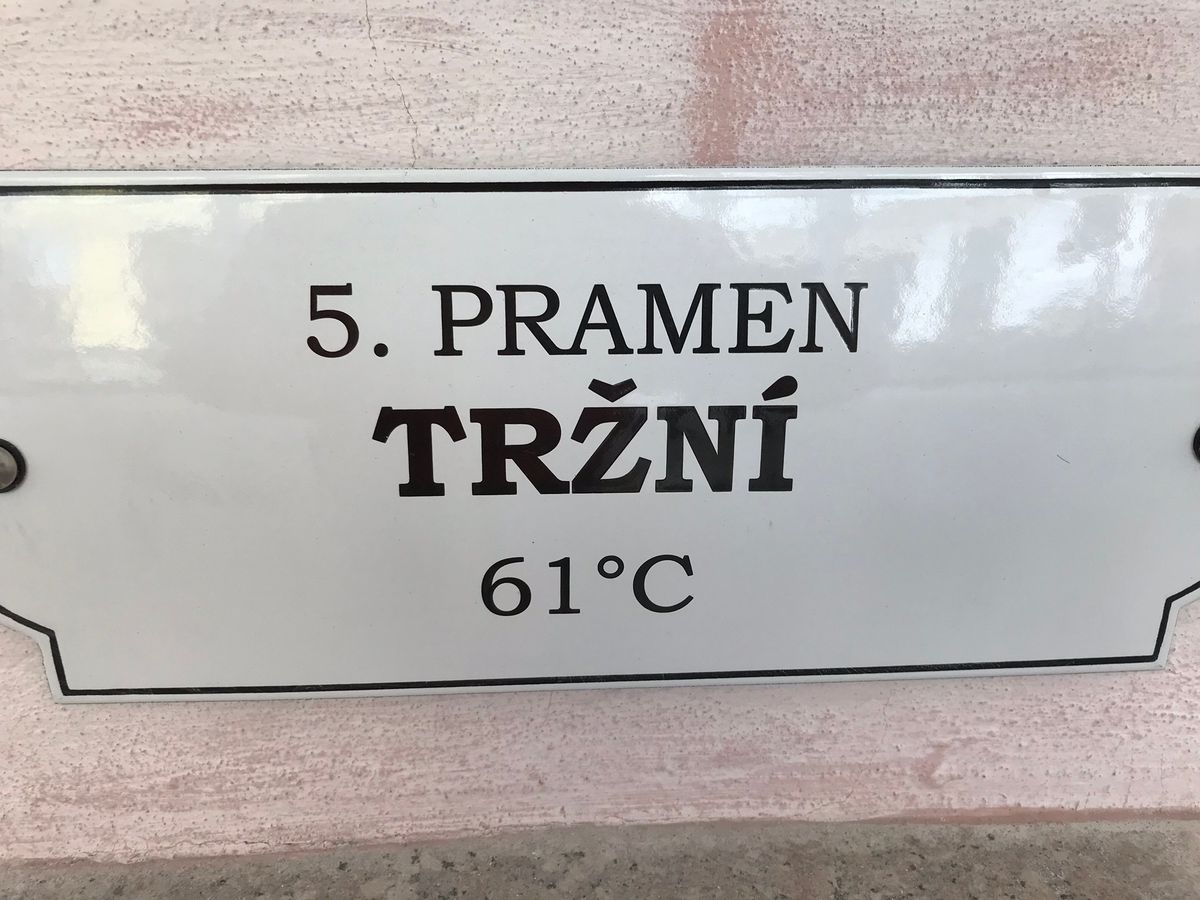 5. PRAMEN
TRŽNÍ
61°C